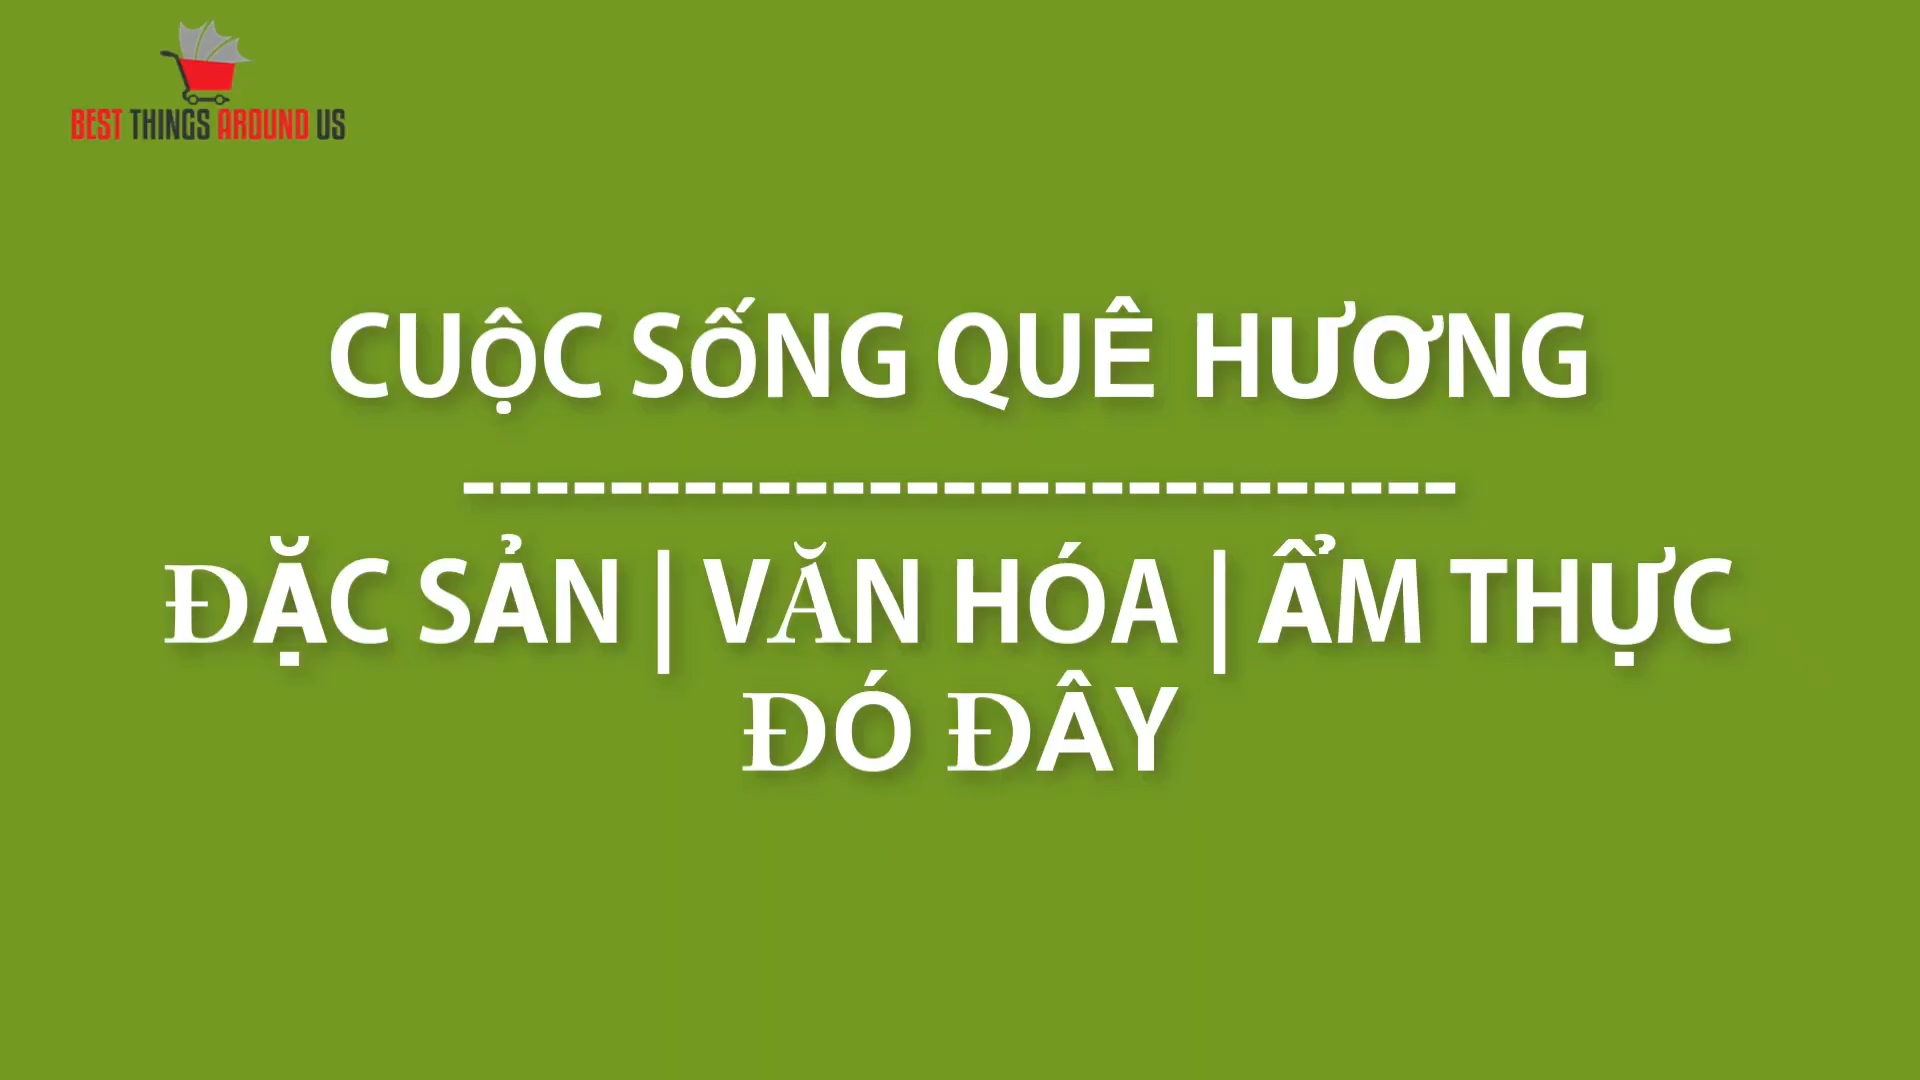 BEST THINGS AROUND US
CUỘC SỐNG QUÊ HƯƠNG
---------------------------
ĐẶC SẢN | VĂN HÓA | ẨM THỰC
ĐÓ ĐÂY